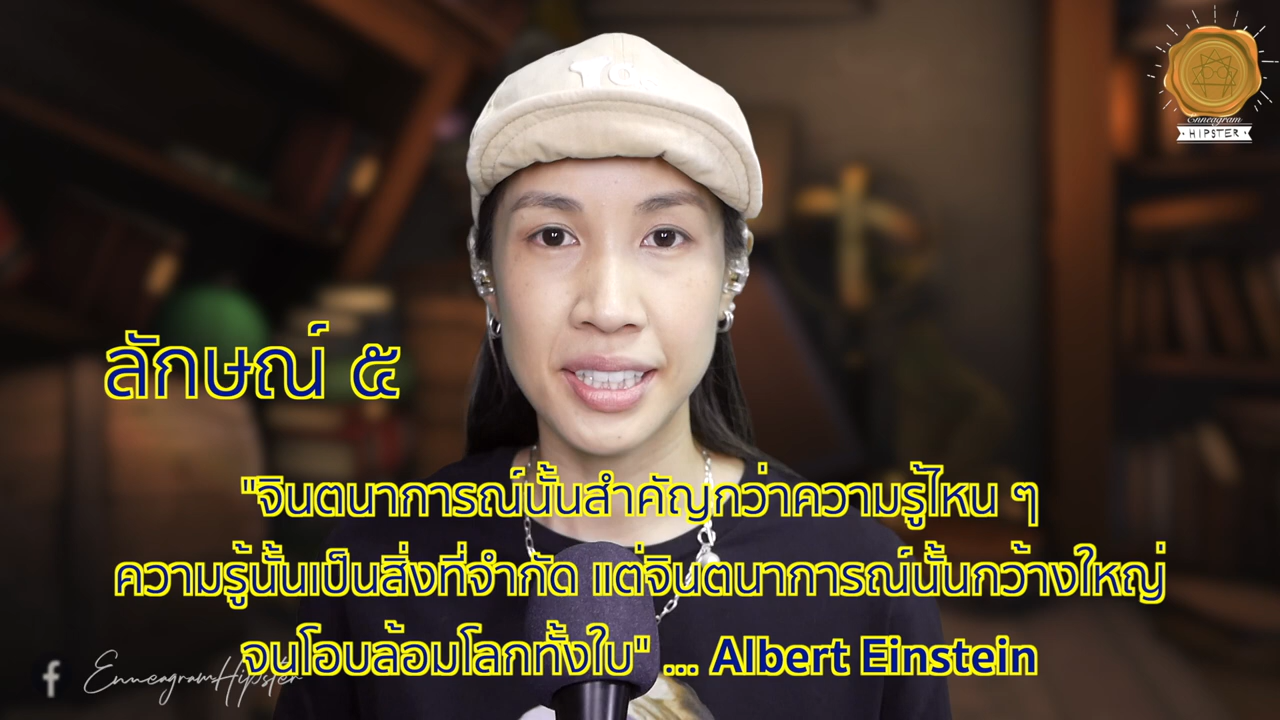 Enneagram
HIPSTER
ลักษณ์ ๕
"จินตนาการณ์นั้นสำคัญกว่าความรู้ไหน ๆ
ความรู้นั้นเป็นสิ่งที่จำกัด แต่จินตนาการณ์นั้นกว้างใหญ่
จนโอบล้อมโลกทั้งใบ" ... Albert Einstein
f EnneagramHipster